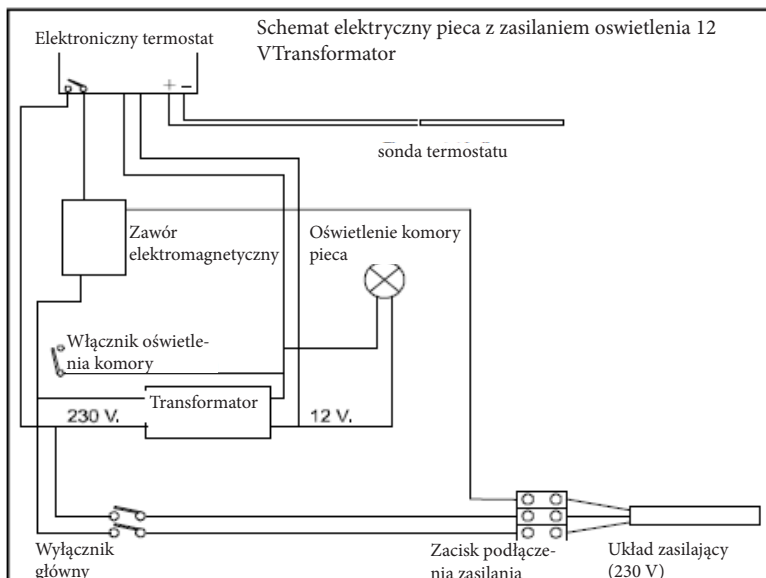 Schemat elektryczny pieca z zasilaniem oswietlenia 12
VTransformator
Elektroniczny termostat
+ −
sonda termostatu
Zawór
elektromagnetyczny
Oświetlenie komory
pieca
Włącznik oświetle-
nia komory
Transformator
230 V.
12 V.
Wyłącznik
główny
Zacisk podłącze-
nia zasilania
Układ zasilający
(230 V)